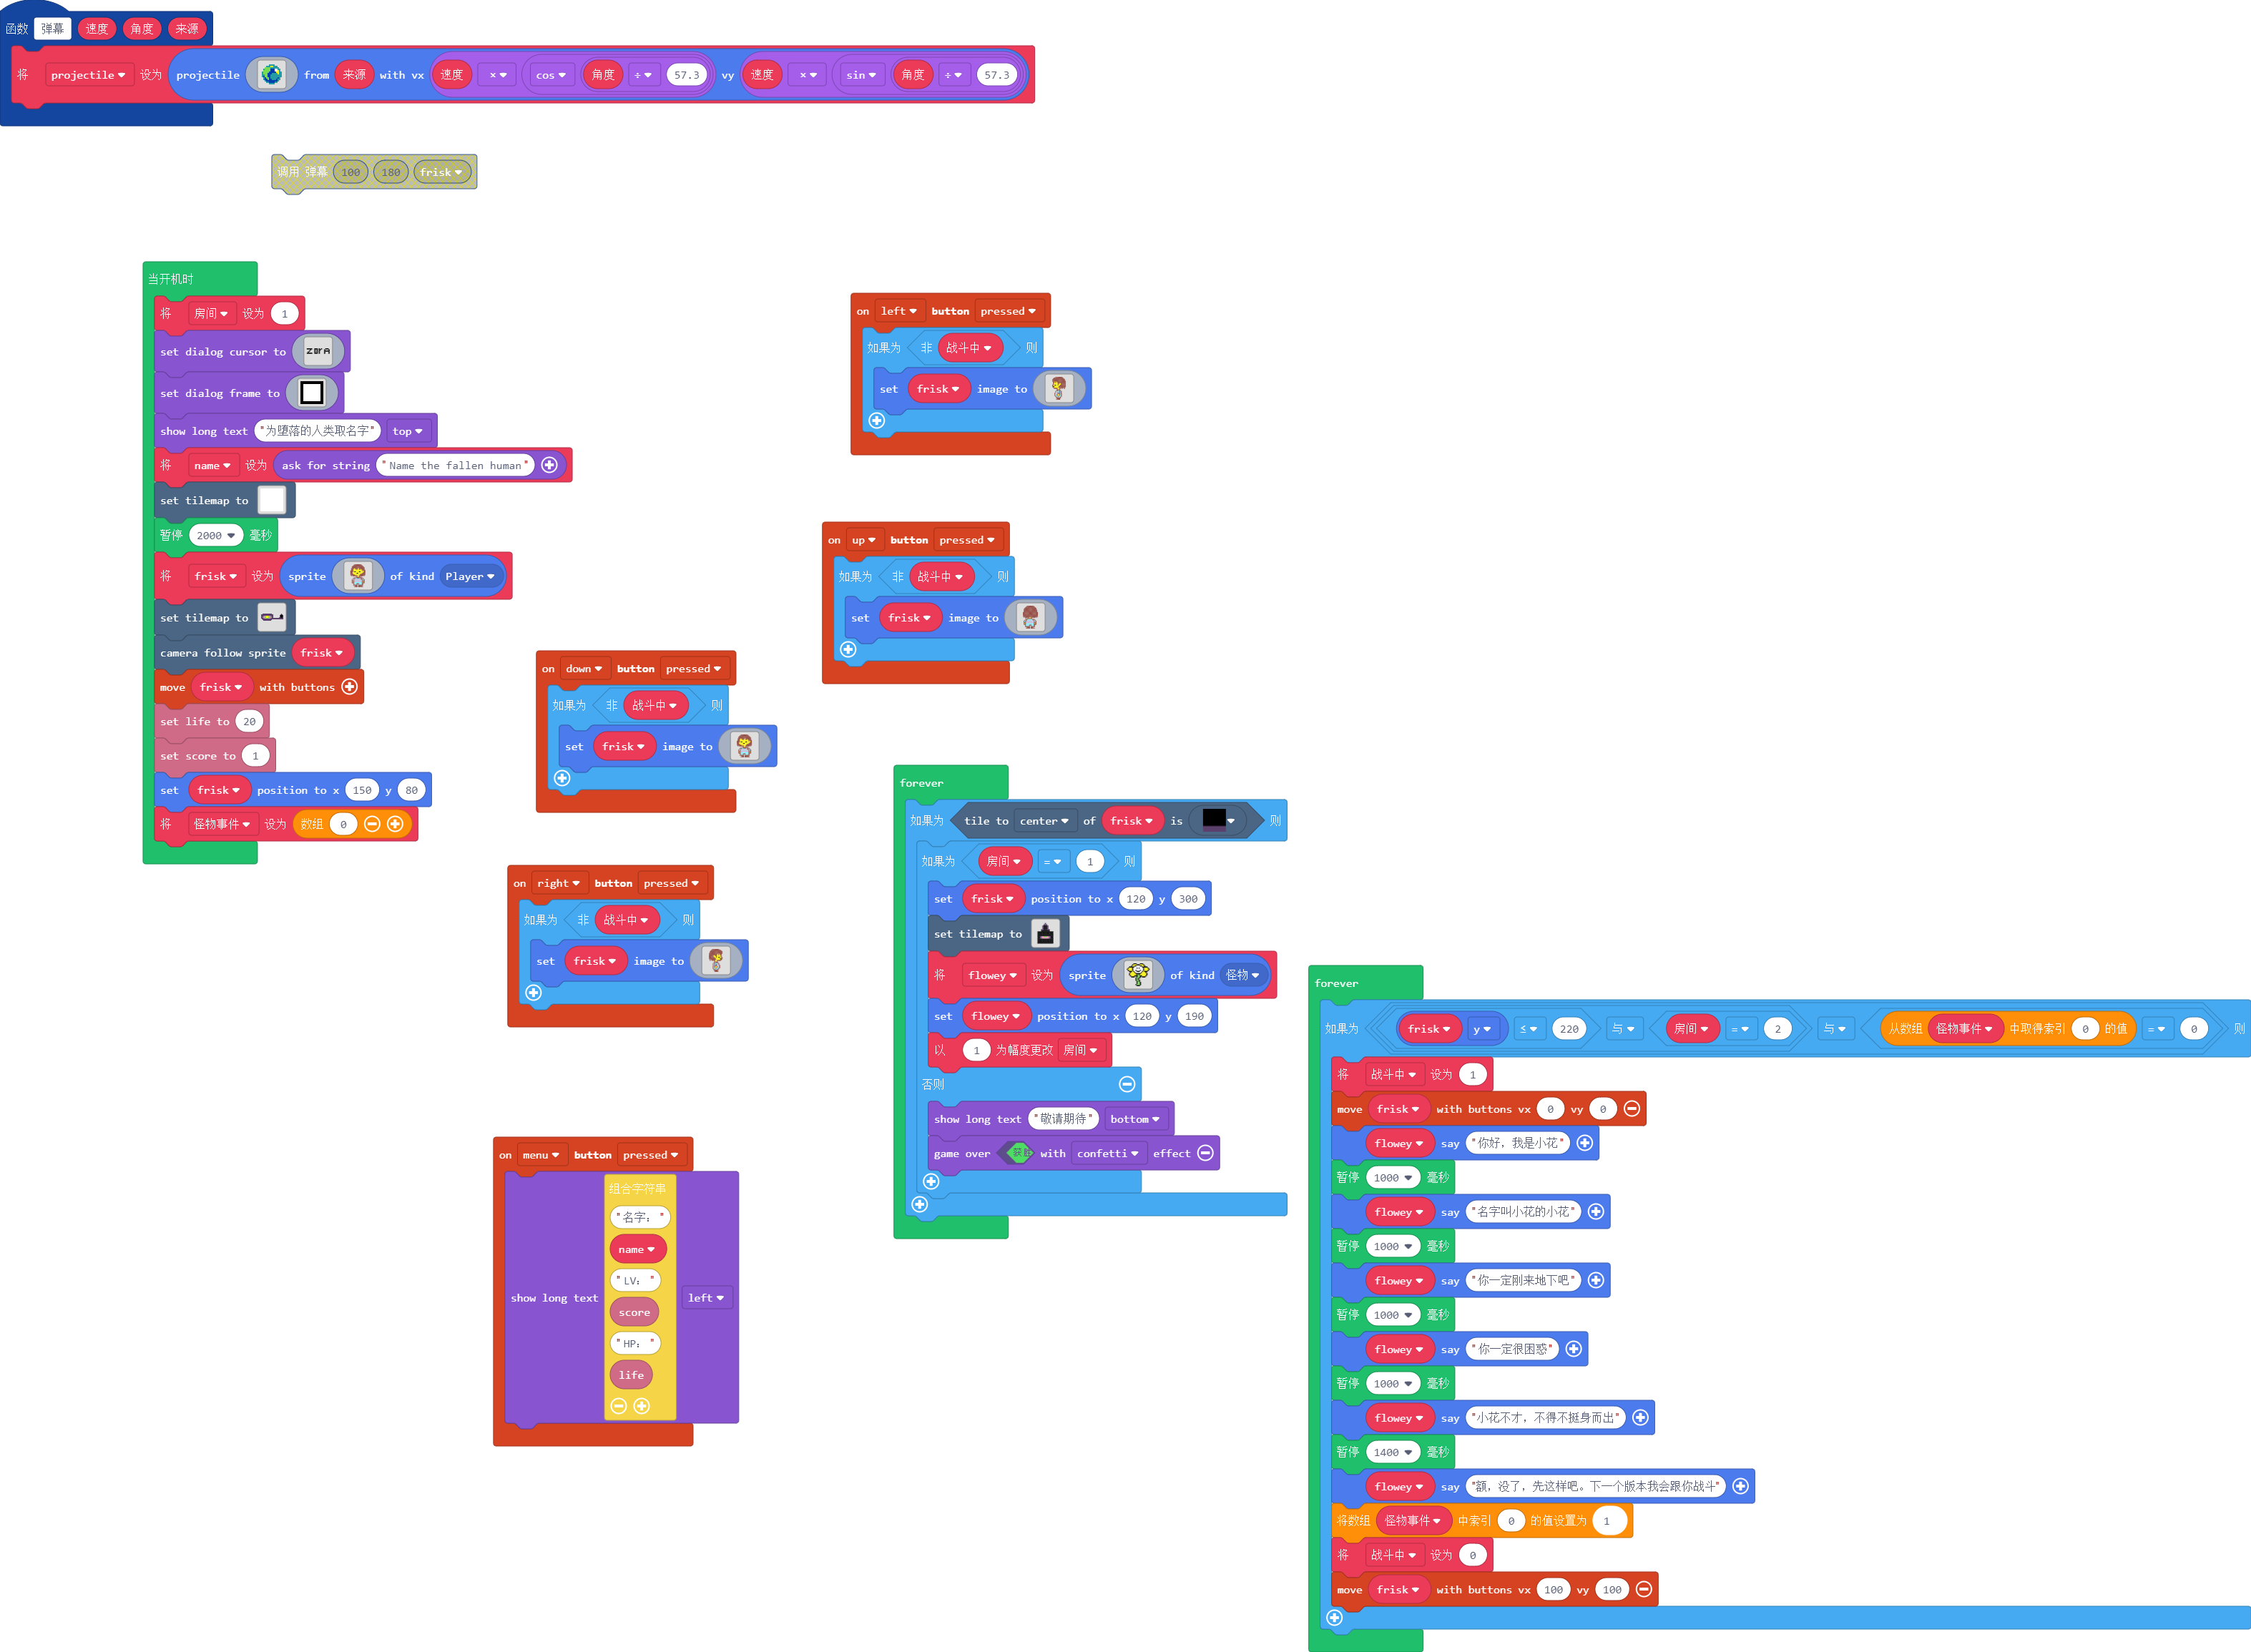 函数 弹幕 速度 角度 来源
将 projectile 设为 projectile from 来源 with vx 速度 × cos 角度 ÷ 57.3 vy 速度 × sin 角度 ÷ 57.3
调用 弹幕 100 180 frisk
当开机时
将 房间 设为 1
set dialog cursor to ZORA
set dialog frame to
show long text "为堕落的人类取名字" top
将 name 设为 ask for string "Name the fallen human"
set tilemap to
暂停 2000 毫秒
将 frisk 设为 sprite of kind Player
set tilemap to
camera follow sprite frisk
move frisk with buttons
set life to 20
set score to 1
set frisk position to x 150 y 80
将 怪物事件 设为 数组 0
on left button pressed
如果为 非 战斗中 则
set frisk image to
on up button pressed
如果为 非 战斗中 则
set frisk image to
on down button pressed
如果为 非 战斗中 则
set frisk image to
on right button pressed
如果为 非 战斗中 则
set frisk image to
on menu button pressed
show long text 组合字符串 left
"名字："
name
"LV："
score
"HP："
life
forever
如果为 tile to center of frisk is 则
如果为 房间 = 1 则
set frisk position to x 120 y 300
set tilemap to
将 flowey 设为 sprite of kind 怪物
set flowey position to x 120 y 190
以 1 为幅度更改 房间
否则
show long text "敬请期待" bottom
game over with confetti effect
forever
如果为 frisk y ≤ 220 与 房间 = 2 与 从数组 怪物事件 中取得索引 0 的值 = 0 则
将 战斗中 设为 1
move frisk with buttons vx 0 vy 0
flowey say "你好，我是小花"
暂停 1000 毫秒
flowey say "名字叫小花的小花"
暂停 1000 毫秒
flowey say "你一定刚来地下吧"
暂停 1000 毫秒
flowey say "你一定很困惑"
暂停 1000 毫秒
flowey say "小花不才，不得不挺身而出"
暂停 1400 毫秒
flowey say "额，没了，先这样吧。下一个版本我会跟你战斗"
将数组 怪物事件 中索引 0 的值设置为 1
将 战斗中 设为 0
move frisk with buttons vx 100 vy 100